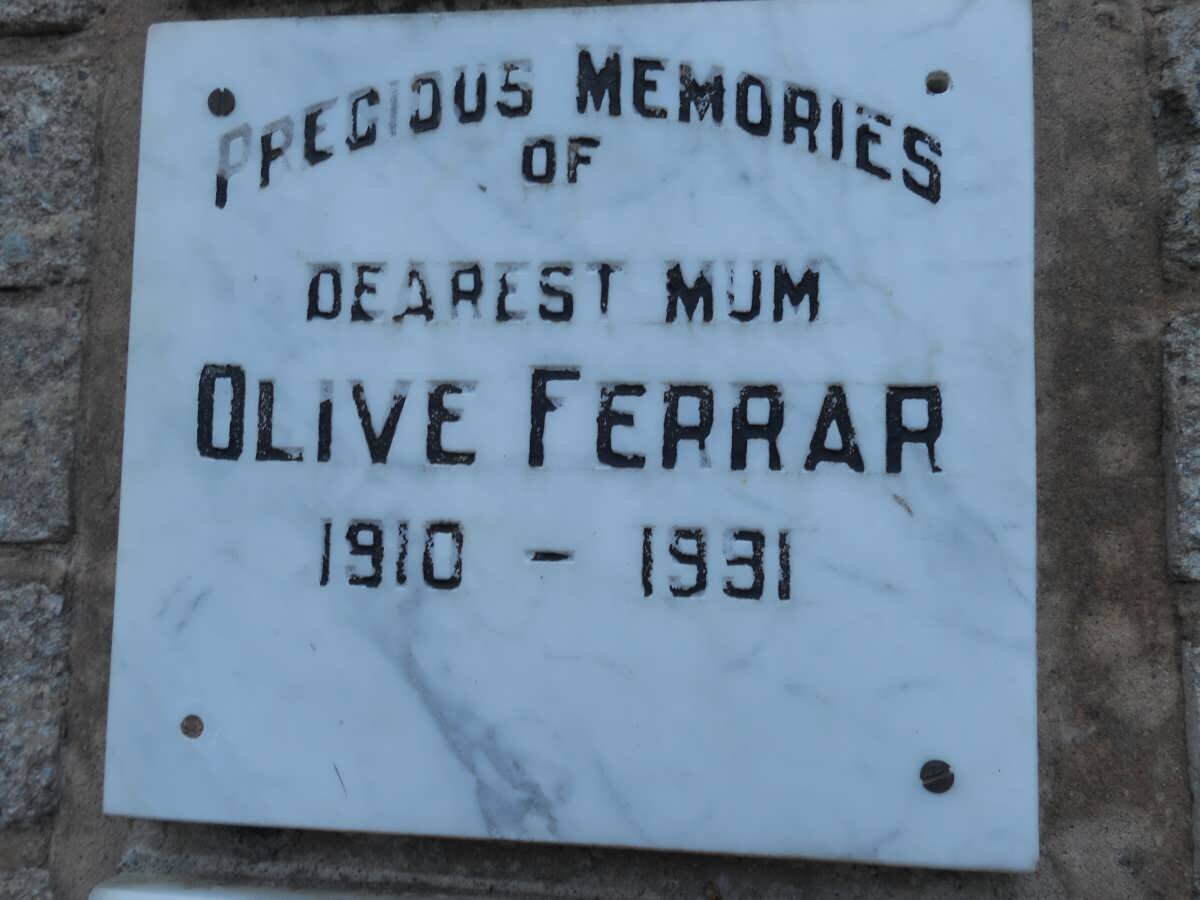 PRECIOUS MEMORIES
OF
DEAREST MUM
OLIVE FERRAR
1910 - 1931